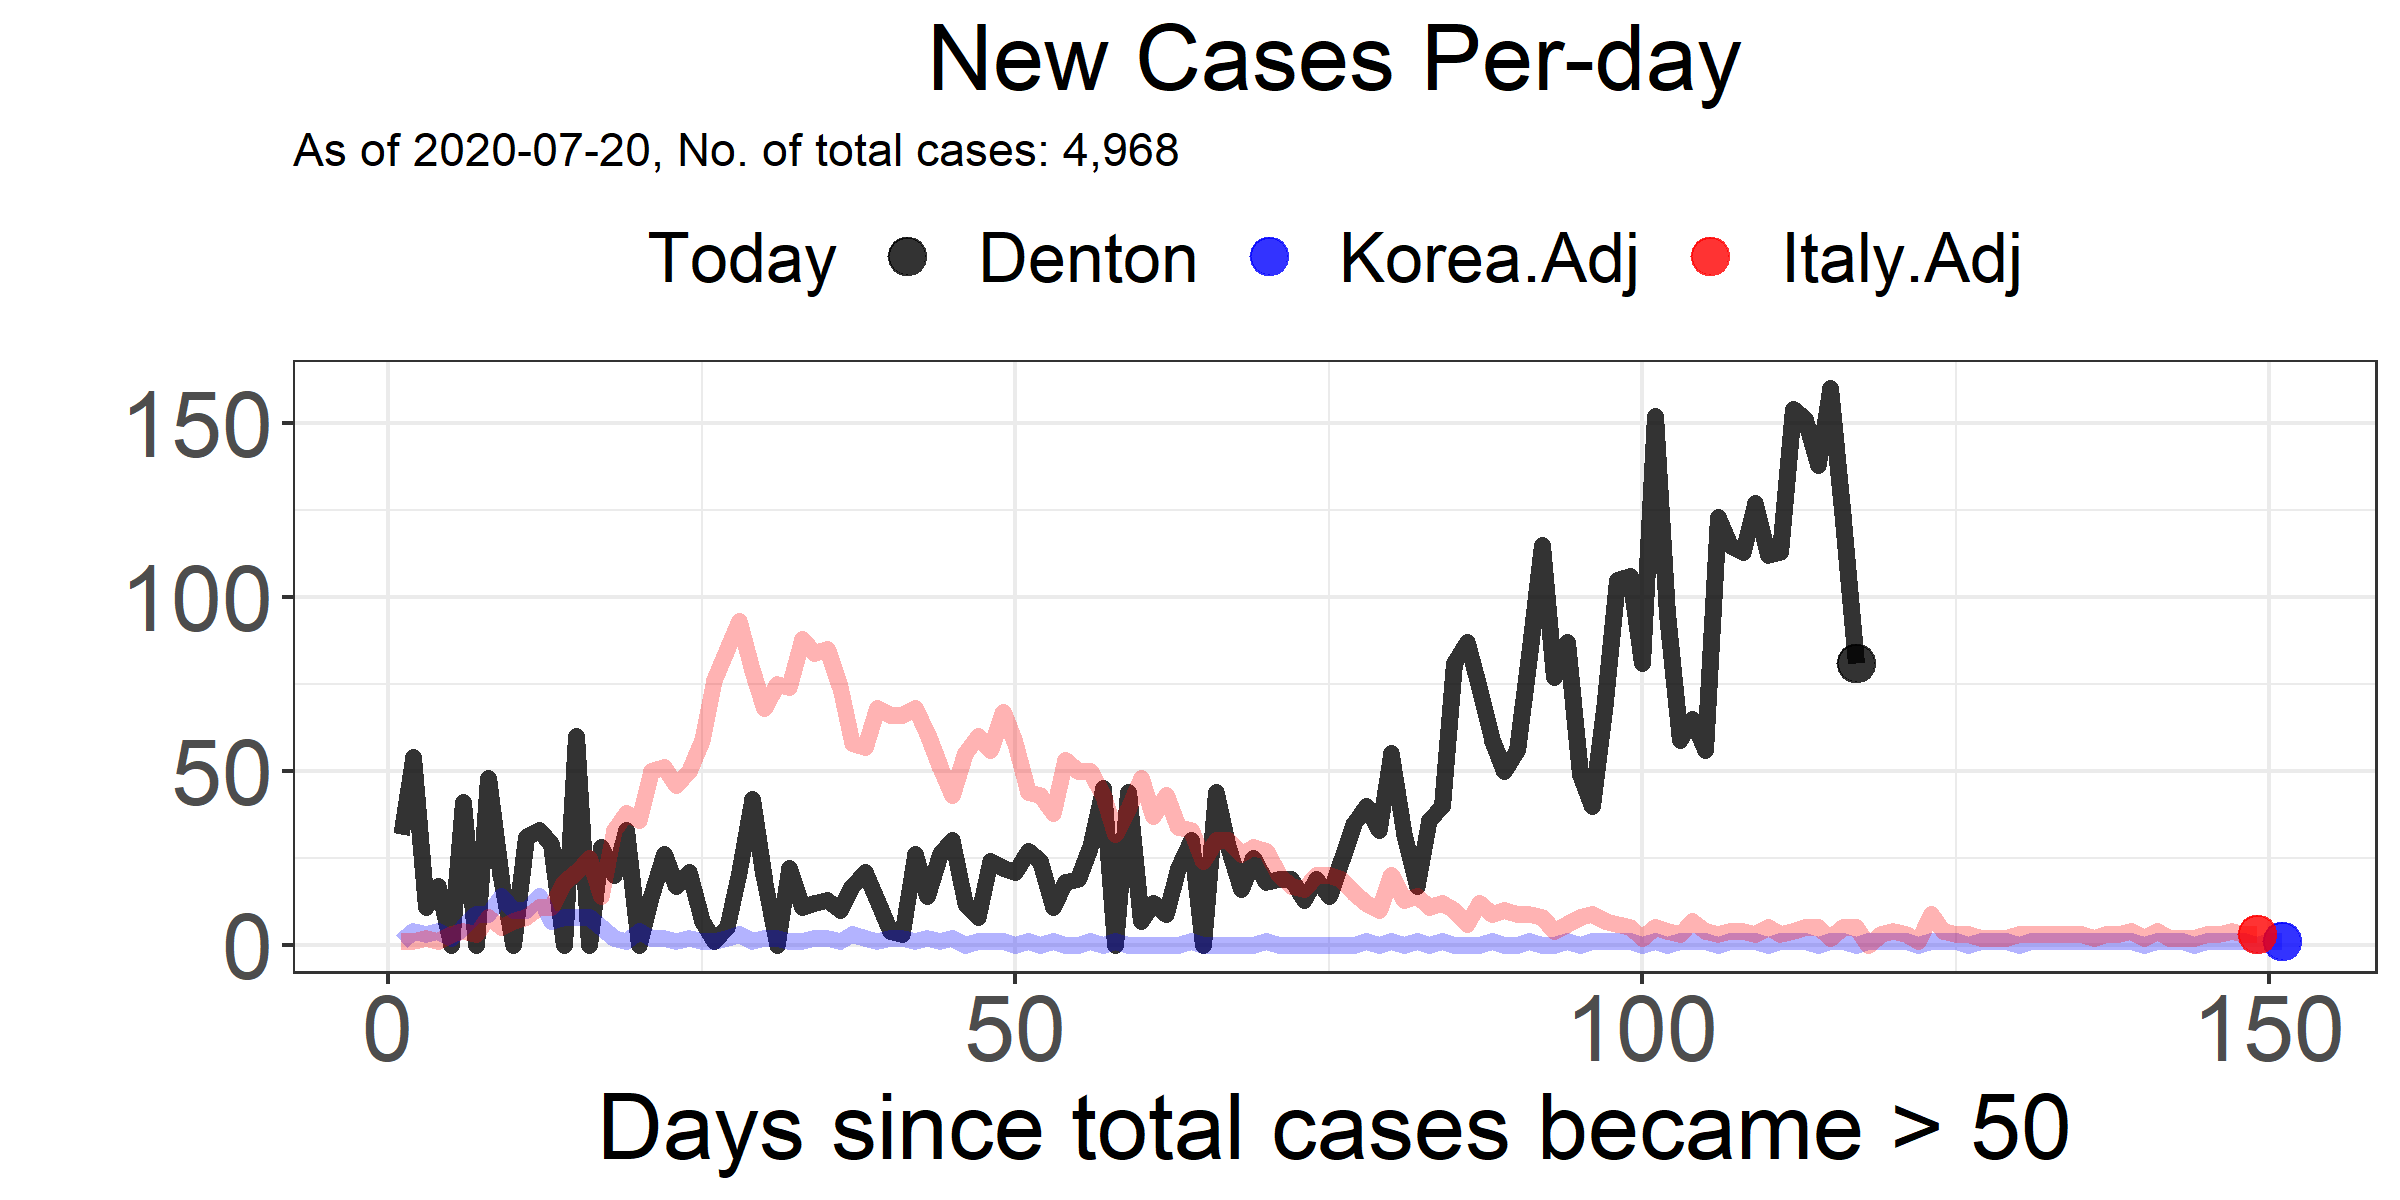 New Cases Per-day
As of 2020-07-20, No. of total cases: 4,968
Today Denton Korea.Adj Italy.Adj
150
100
50
0
0 50 100 150
Days since total cases became > 50